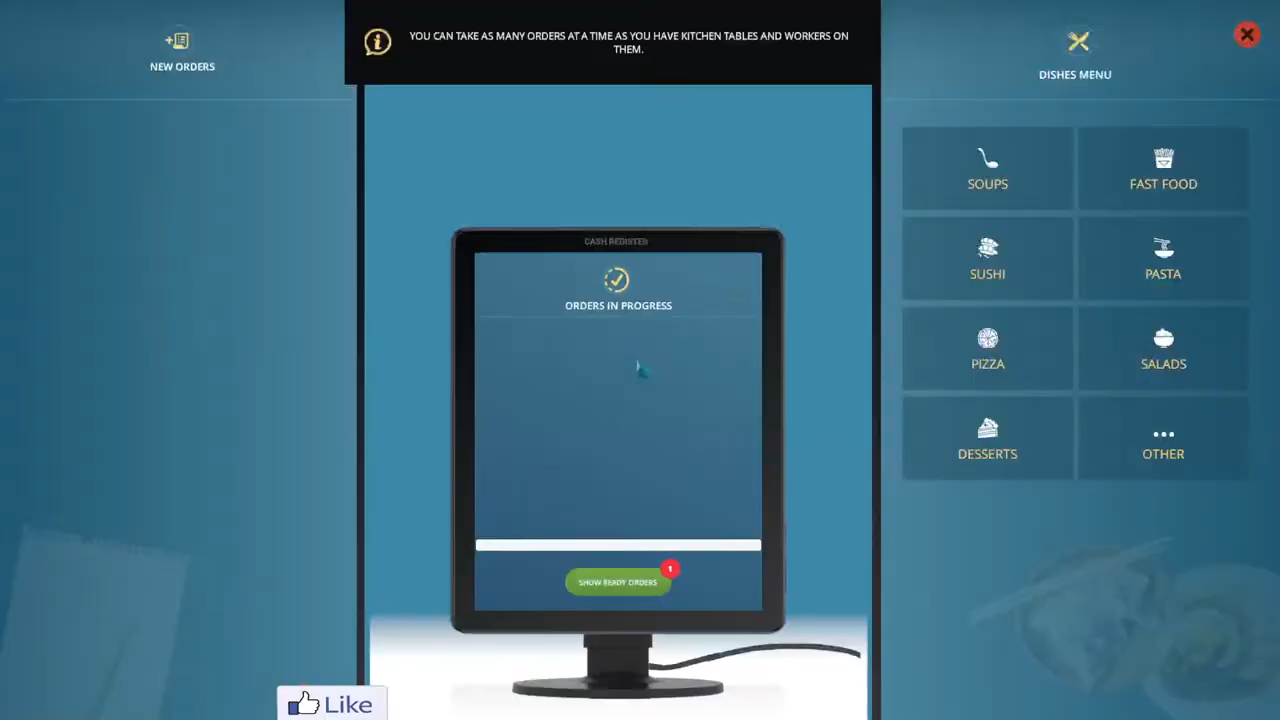 NEW ORDERS
YOU CAN TAKE AS MANY ORDERS AT A TIME AS YOU HAVE KITCHEN TABLES AND WORKERS ON
THEM.
DISHES MENU
SOUPS
FAST FOOD
SUSHI
PASTA
PIZZA
SALADS
DESSERTS
OTHER
CASH REGISTER
ORDERS IN PROGRESS
SHOW READY ORDERS
1
Like